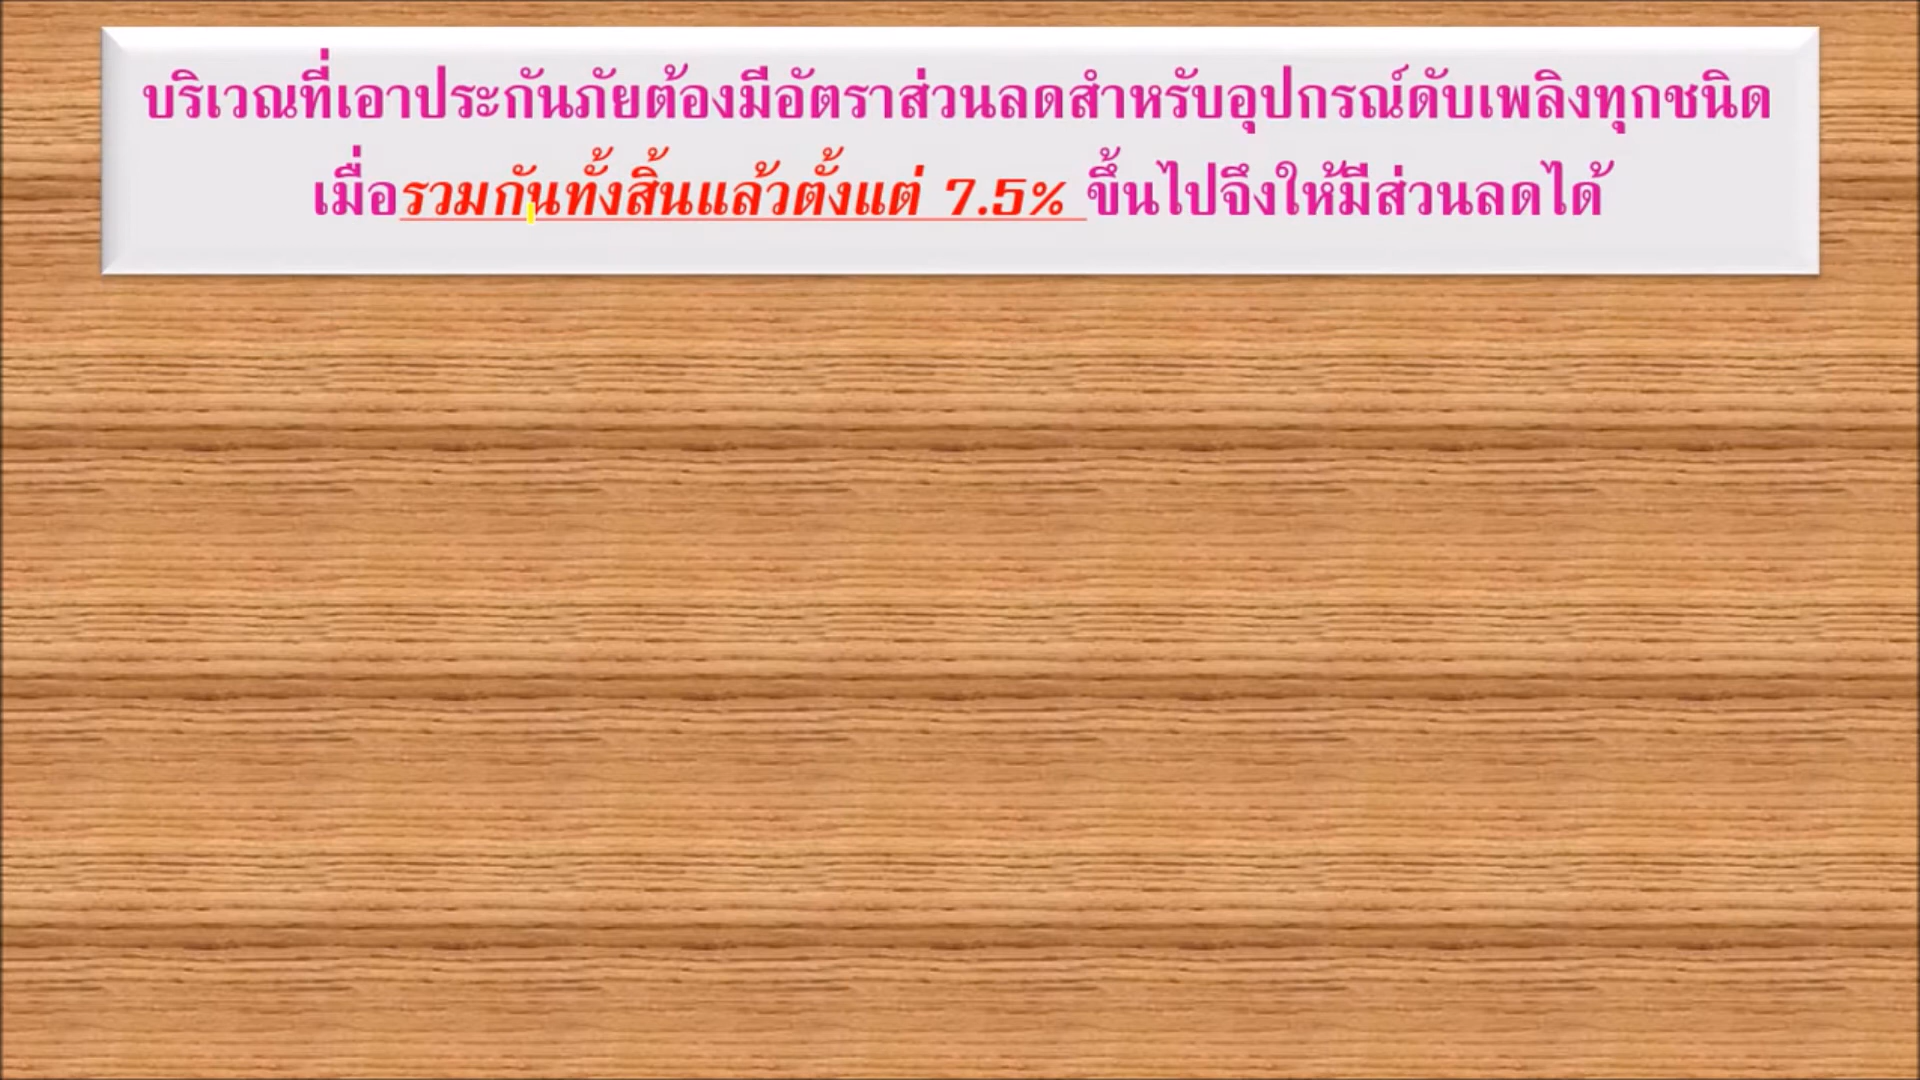 บริเวณที่เอาประกันภัยต้องมีอัตราส่วนลดสำหรับอุปกรณ์ดับเพลิงทุกชนิด
เมื่อรวมกันทั้งสิ้นแล้วตั้งแต่ 7.5% ขึ้นไปจึงให้มีส่วนลดได้